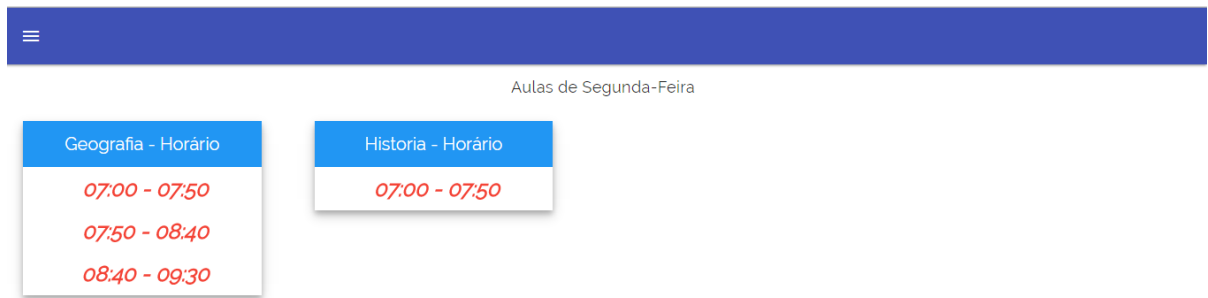 Aulas de Segunda-Feira
Geografia - Horário
07:00 - 07:50
07:50 - 08:40
08:40 - 09:30
Historia - Horário
07:00 - 07:50